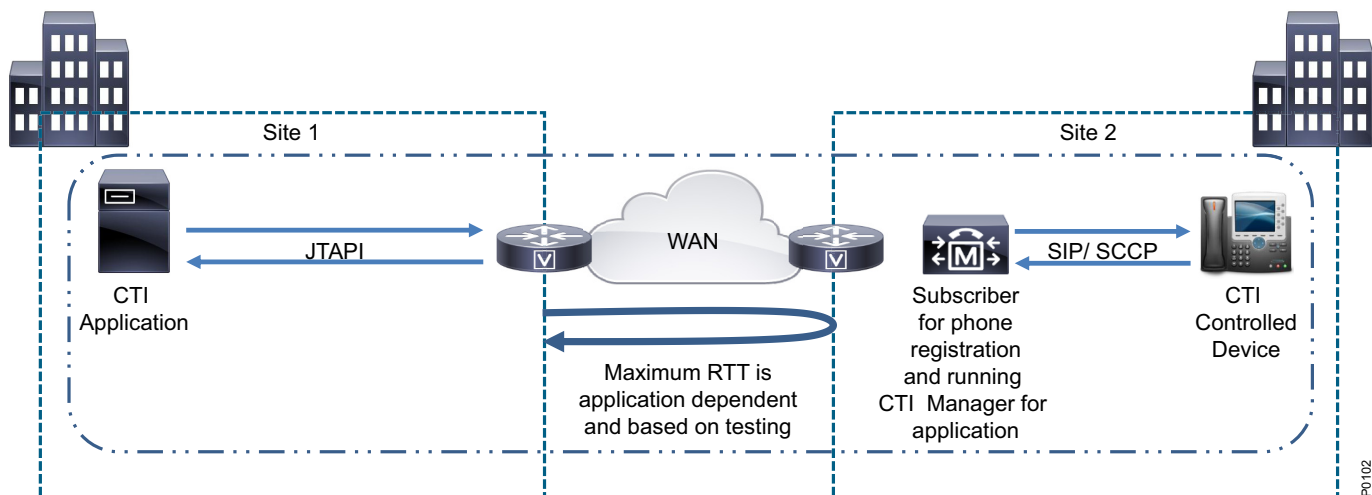 Site 1
Site 2
JTAPI
WAN
SIP/ SCCP
V
V
M
CTI
Application
Subscriber
for phone
registration
and running
CTI Manager for
application
CTI
Controlled
Device
Maximum RTT is
application dependent
and based on testing
P0102